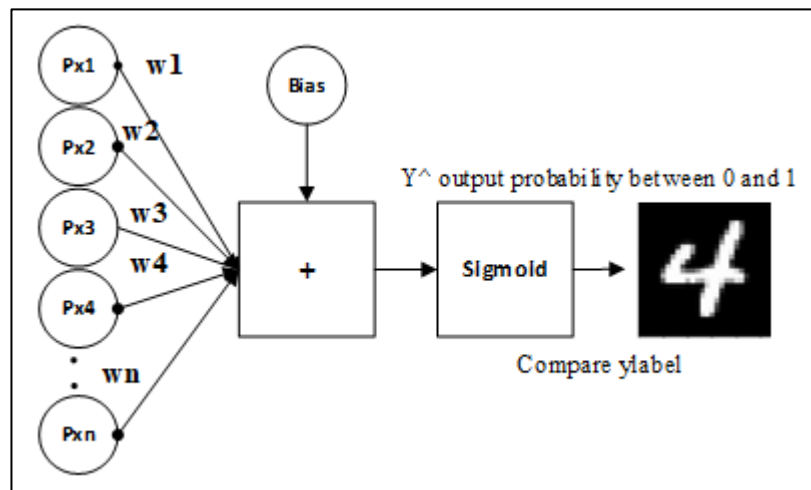 Px1
w1
Bias
Px2
w2
Y^ output probability between 0 and 1
Px3
w3
+
Sigmoid
4
Px4
w4
wn
Pxn
Compare ylabel